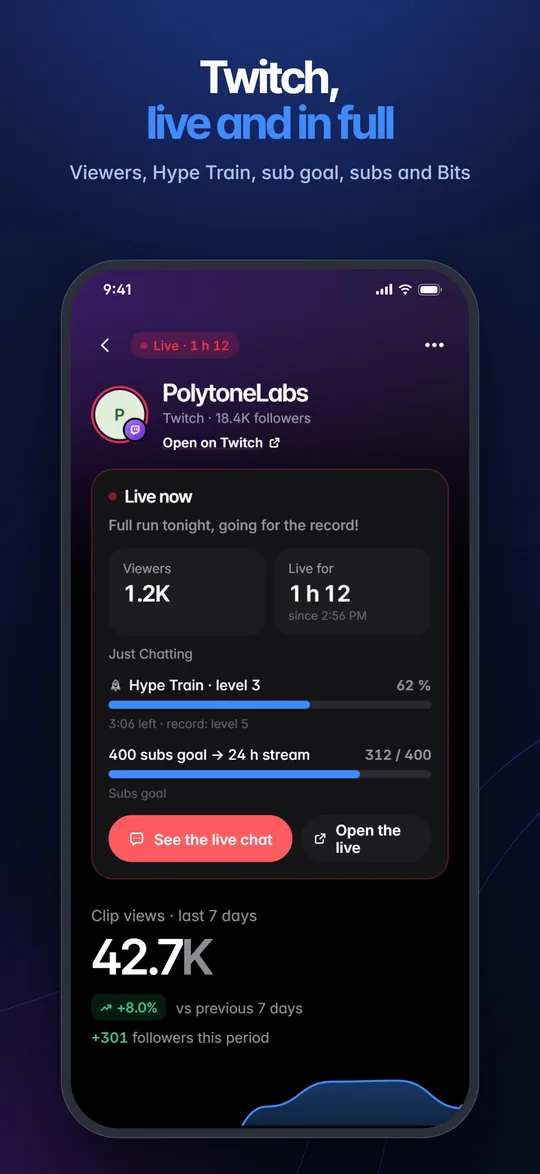 Twitch,
live and in full
Viewers, Hype Train, sub goal, subs and Bits
9:41
Live · 1 h 12
P
PolytoneLabs
Twitch · 18.4K followers
Open on Twitch
Live now
Full run tonight, going for the record!
Viewers
1.2K
Live for
1 h 12
since 2:56 PM
Just Chatting
Hype Train · level 3
62 %
3:06 left · record: level 5
400 subs goal → 24 h stream
312 / 400
Subs goal
See the live chat
Open the
live
Clip views · last 7 days
42.7K
+8.0%
vs previous 7 days
+301 followers this period